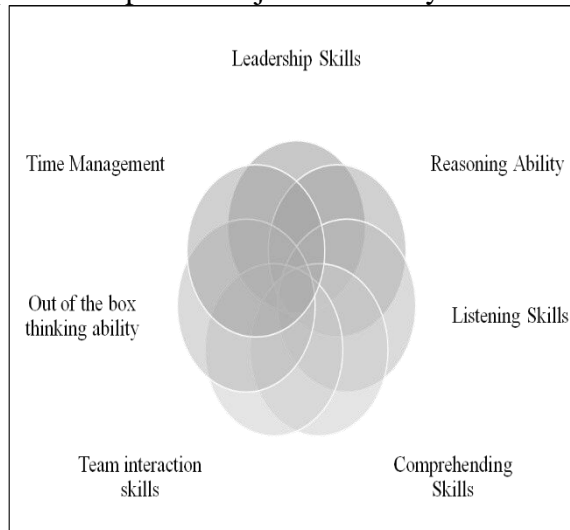 Leadership Skills
Time Management
Reasoning Ability
Out of the box
thinking ability
Listening Skills
Team interaction
skills
Comprehending
Skills